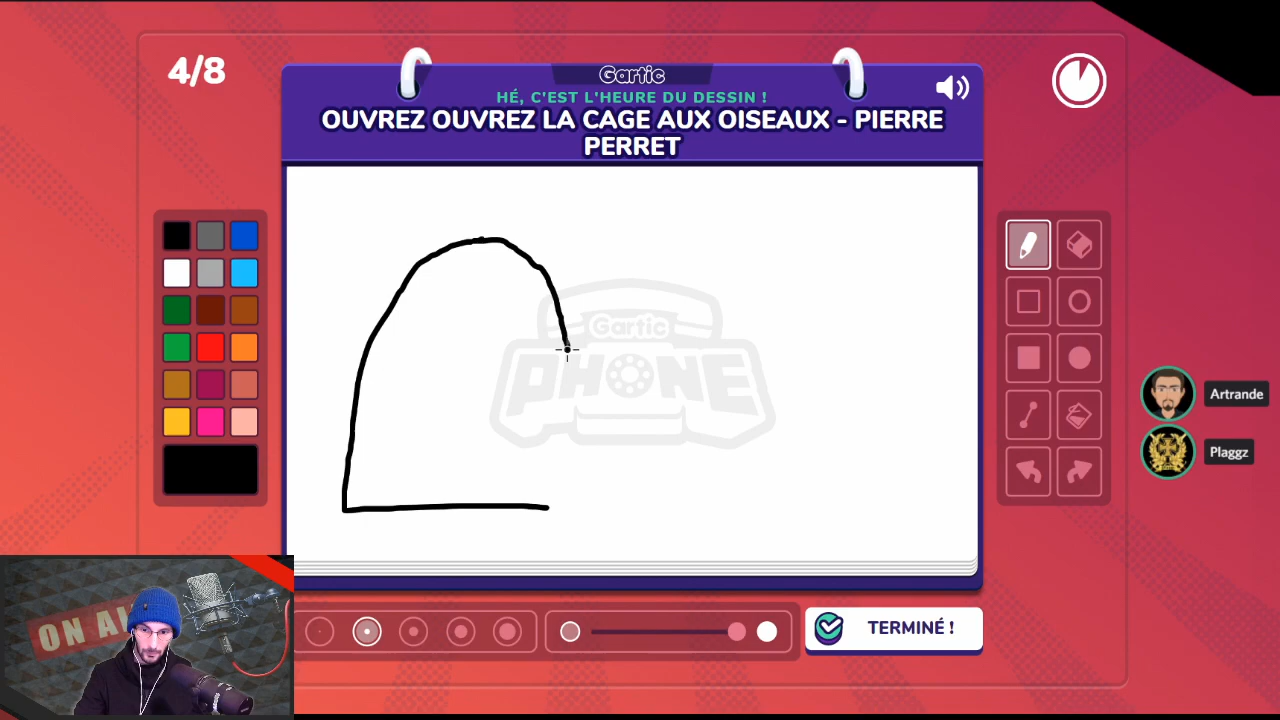 4/8
Gartic
HÉ, C'EST L'HEURE DU DESSIN !
OUVREZ OUVREZ LA CAGE AUX OISEAUX - PIERRE
PERRET
Gartic
PHONE
Artrande
Plaggz
ON A
TERMINÉ !